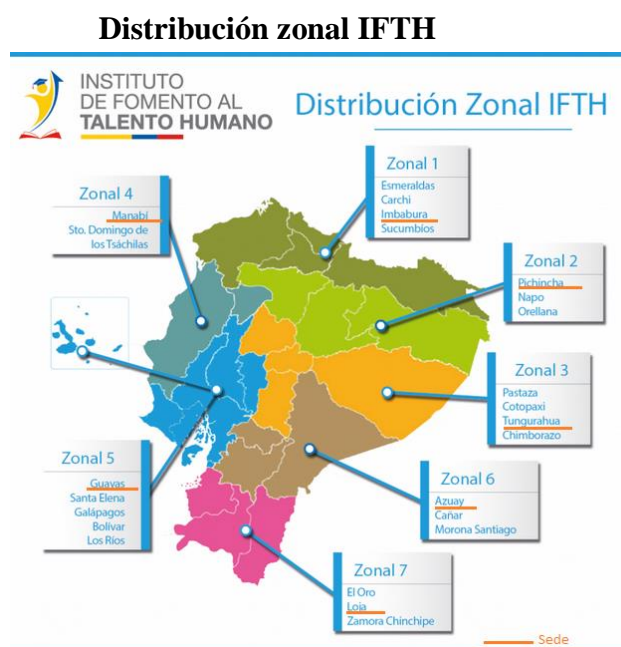 Distribución zonal IFTH
INSTITUTO
DE FOMENTO AL
TALENTO HUMANO
Distribución Zonal IFTH
Zonal 1
Esmeraldas
Carchi
Imbabura
Sucumbíos
Zonal 4
Manabí
Sto. Domingo de
los Tsáchilas
Zonal 2
Pichincha
Napo
Orellana
Zonal 3
Pastaza
Cotopaxi
Tungurahua
Chimborazo
Zonal 5
Guayas
Santa Elena
Galápagos
Bolívar
Los Ríos
Zonal 6
Azuay
Cañar
Morona Santiago
Zonal 7
El Oro
Loja
Zamora Chinchipe
Sede